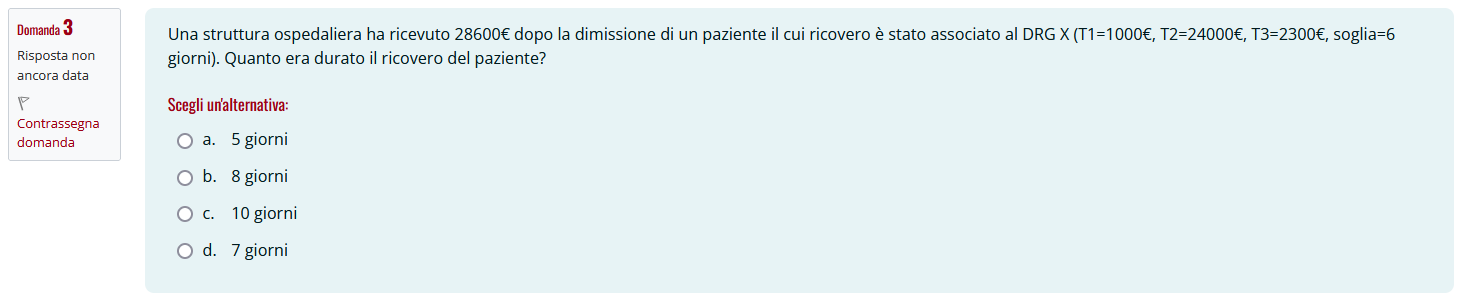 Domanda 3
Risposta non
ancora data
Contrassegna
domanda
Una struttura ospedaliera ha ricevuto 28600€ dopo la dimissione di un paziente il cui ricovero è stato associato al DRG X (T1=1000€, T2=24000€, T3=2300€, soglia=6
giorni). Quanto era durato il ricovero del paziente?
Scegli un'alternativa:
a. 5 giorni
b. 8 giorni
c. 10 giorni
d. 7 giorni